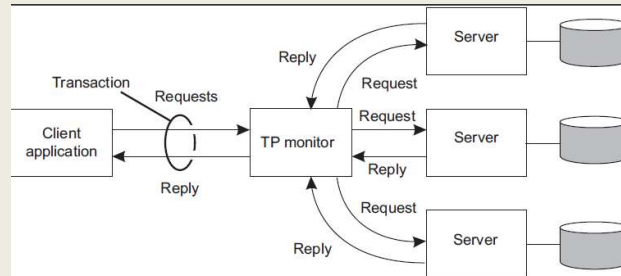 Server
Reply
Transaction
Requests
Request
Client
application
TP monitor
Request
Server
Reply
Reply
Request
Reply
Server